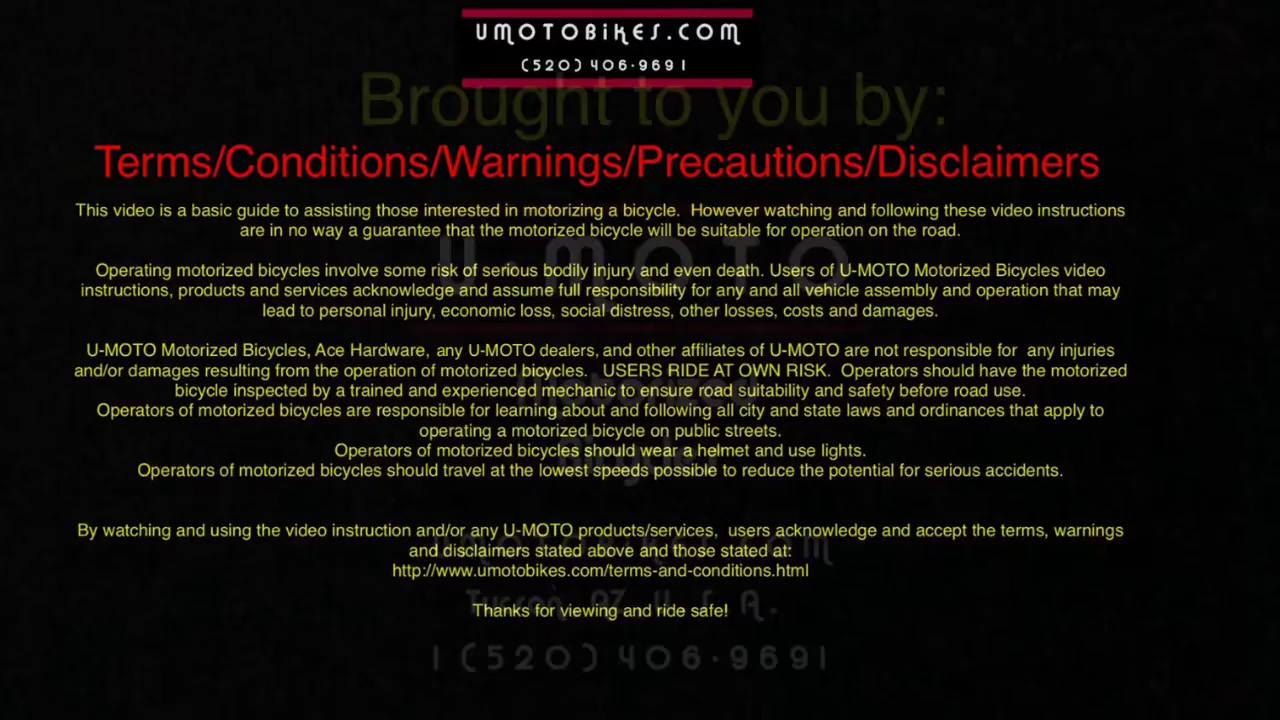 UMOTOBIKES.COM
(520) 406-9691
Brought to you by:
Terms/Conditions/Warnings/Precautions/Disclaimers
This video is a basic guide to assisting those interested in motorizing a bicycle.  However watching and following these video instructions
are in no way a guarantee that the motorized bicycle will be suitable for operation on the road.
U-MOTO
Operating motorized bicycles involve some risk of serious bodily injury and even death. Users of U-MOTO Motorized Bicycles video
instructions, products and services acknowledge and assume full responsibility for any and all vehicle assembly and operation that may
lead to personal injury, economic loss, social distress, other losses, costs and damages.
U-MOTO Motorized Bicycles, Ace Hardware, any U-MOTO dealers, and other affiliates of U-MOTO are not responsible for  any injuries
and/or damages resulting from the operation of motorized bicycles.   USERS RIDE AT OWN RISK.  Operators should have the motorized
Motorized
bicycle inspected by a trained and experienced mechanic to ensure road suitability and safety before road use.
Operators of motorized bicycles are responsible for learning about and following all city and state laws and ordinances that apply to
operating a motorized bicycle on public streets.
Operators of motorized bicycles should wear a helmet and use lights.
Bicycles
Operators of motorized bicycles should travel at the lowest speeds possible to reduce the potential for serious accidents.
By watching and using the video instruction and/or any U-MOTO products/services,  users acknowledge and accept the terms, warnings
UMOTOBIKES.COM
and disclaimers stated above and those stated at:
http://www.umotobikes.com/terms-and-conditions.html
Tucson, AZ U.S.A.
Thanks for viewing and ride safe!
1 (520) 406-9691